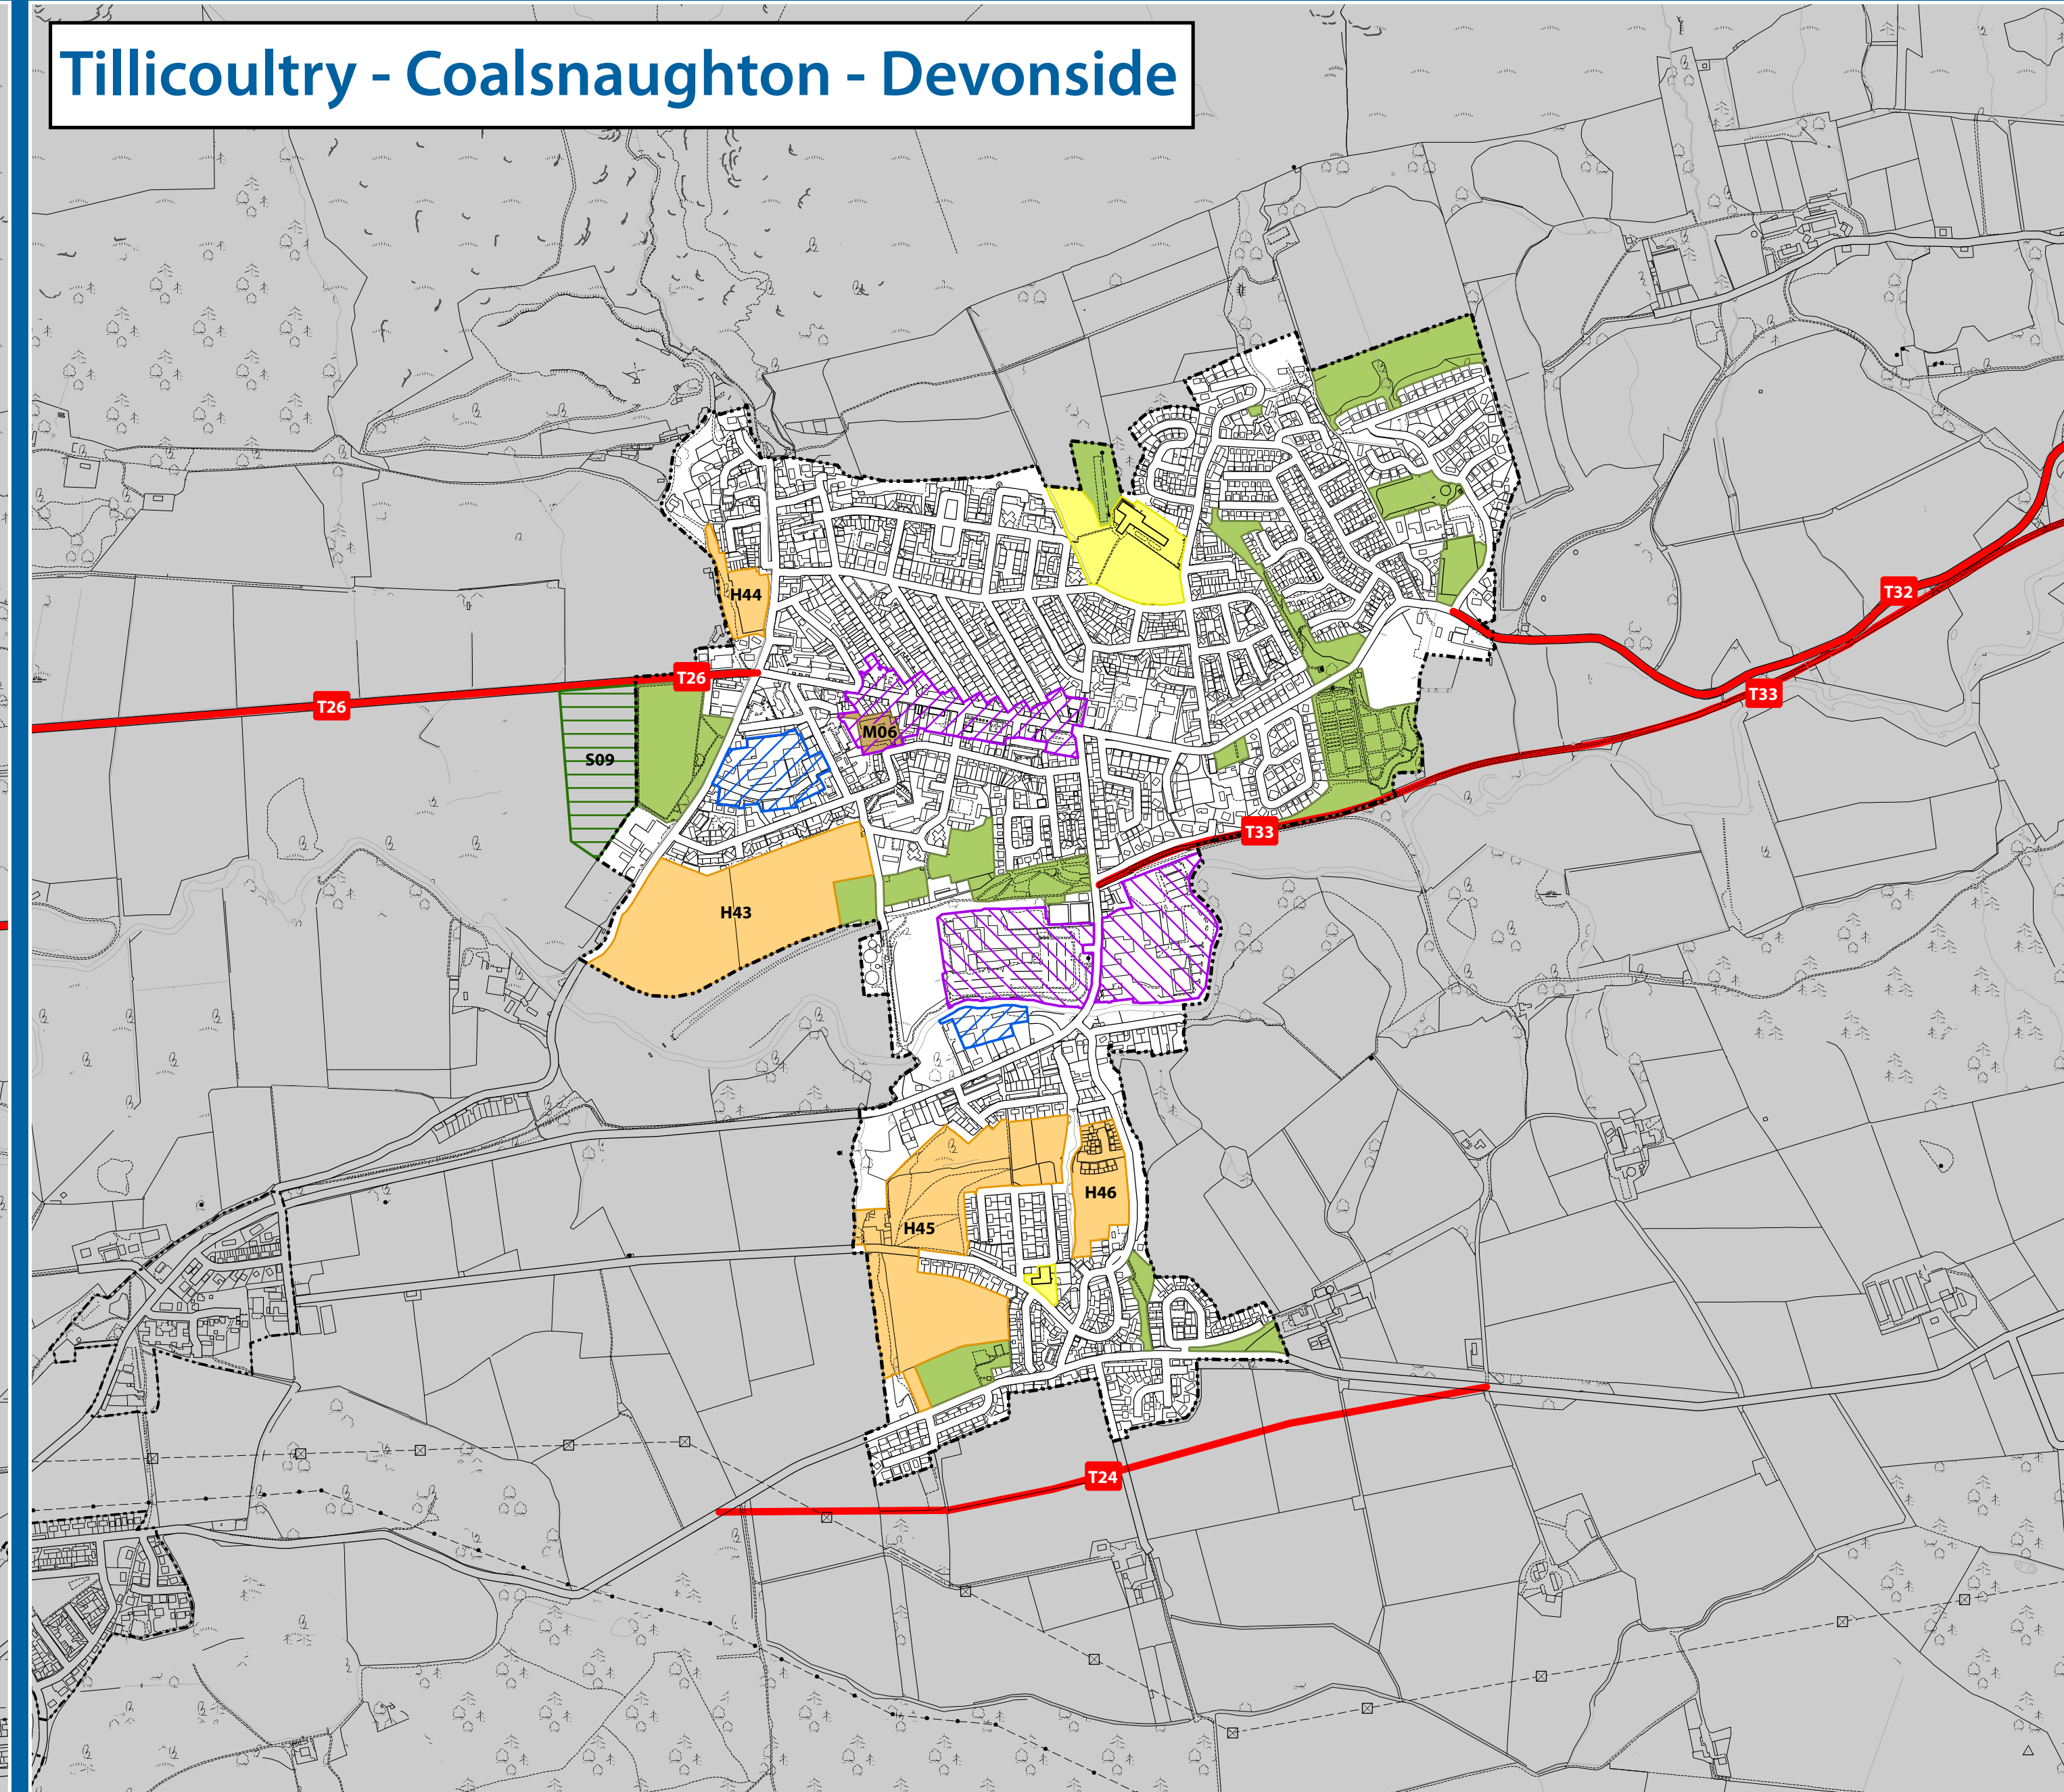 Tillicoultry - Coalsnaughton - Devonside
T32
H44
T26
T33
T26
M06
S09
T33
H43
H46
H45
T24